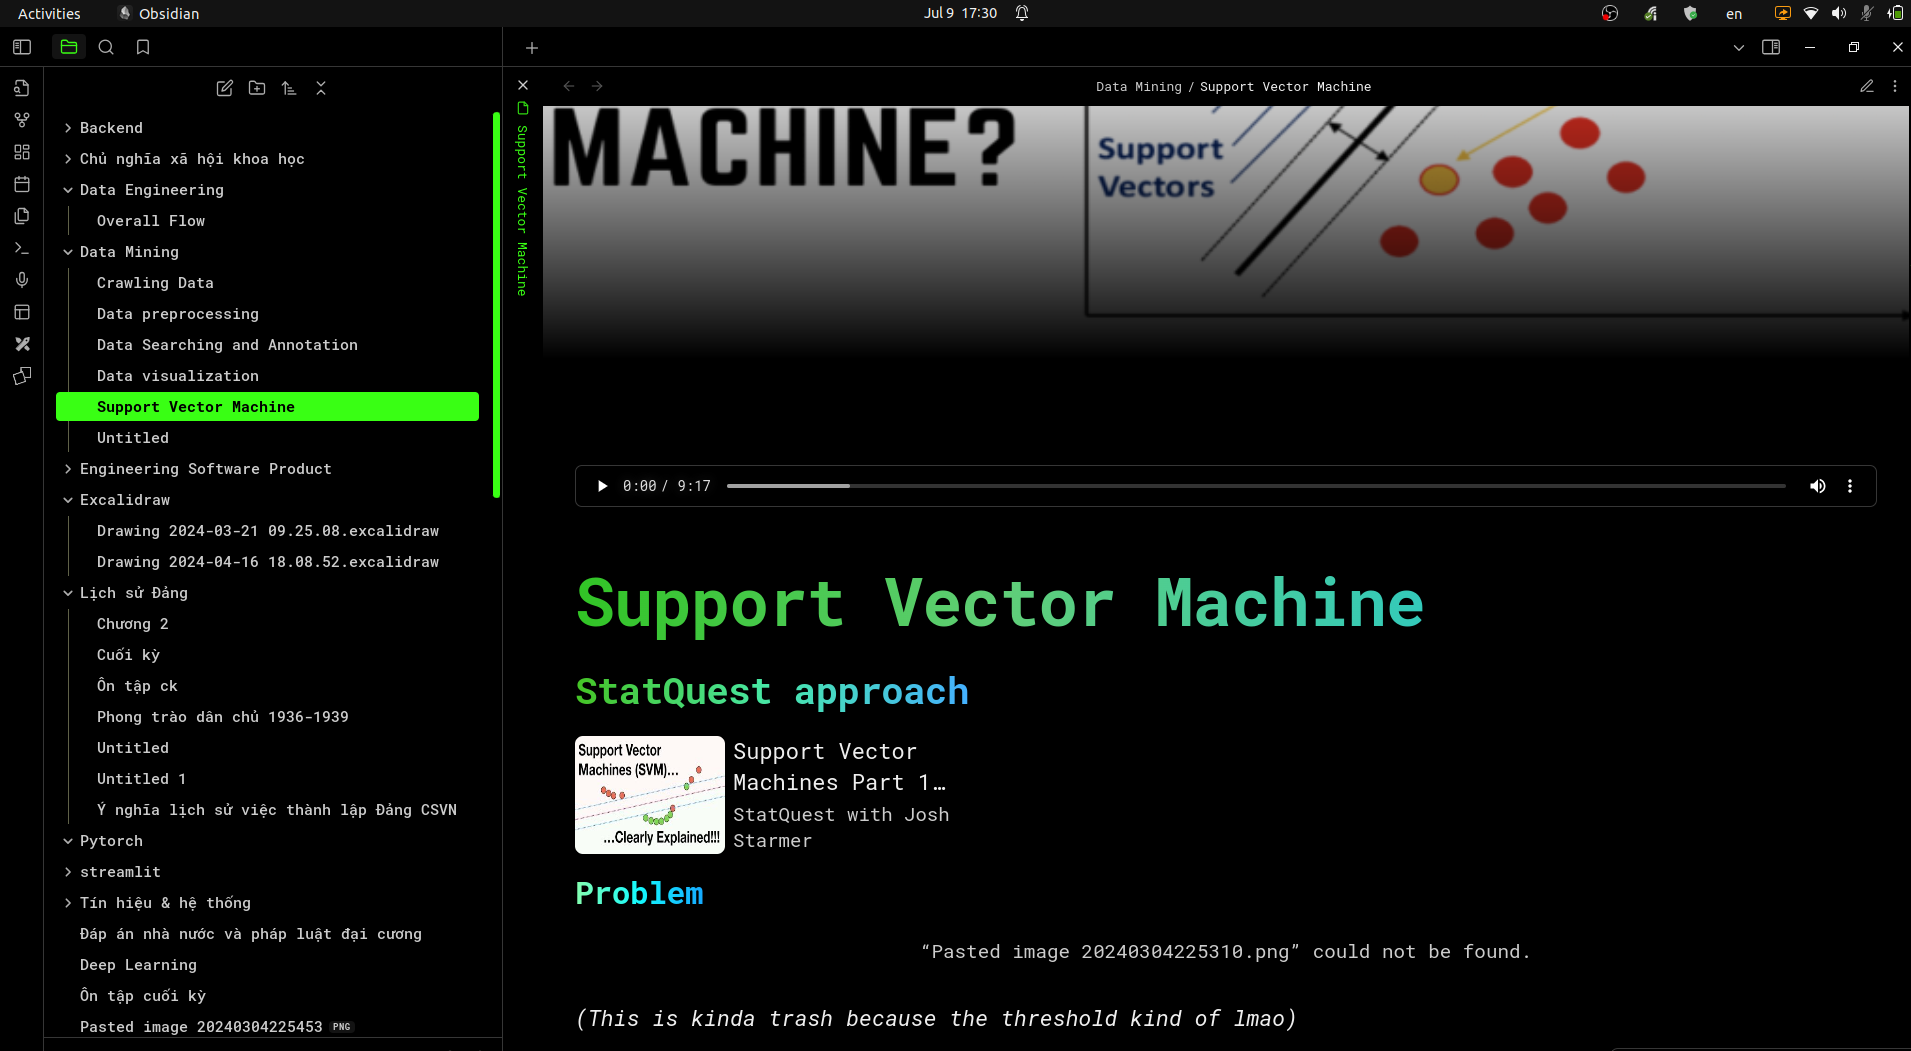 Activities
Obsidian
Jul 9 17:30
en
Data Mining / Support Vector Machine
Backend
Chủ nghĩa xã hội khoa học
Data Engineering
Overall Flow
Data Mining
Crawling Data
Data preprocessing
Data Searching and Annotation
Data visualization
Support Vector Machine
Untitled
Engineering Software Product
Excalidraw
Drawing 2024-03-21 09.25.08.excalidraw
Drawing 2024-04-16 18.08.52.excalidraw
Lịch sử Đảng
Chương 2
Cuối kỳ
Ôn tập ck
Phong trào dân chủ 1936-1939
Untitled
Untitled 1
Ý nghĩa lịch sử việc thành lập Đảng CSVN
Pytorch
streamlit
Tín hiệu & hệ thống
Đáp án nhà nước và pháp luật đại cương
Deep Learning
Ôn tập cuối kỳ
Pasted image 20240304225453 PNG
Support Vector Machine
MACHINE?
Support
Vectors
0:00 / 9:17
Support Vector Machine
StatQuest approach
Support Vector
Machines (SVM)...
...Clearly Explained!!!
Support Vector
Machines Part 1…
StatQuest with Josh
Starmer
Problem
“Pasted image 20240304225310.png” could not be found.
(This is kinda trash because the threshold kind of lmao)